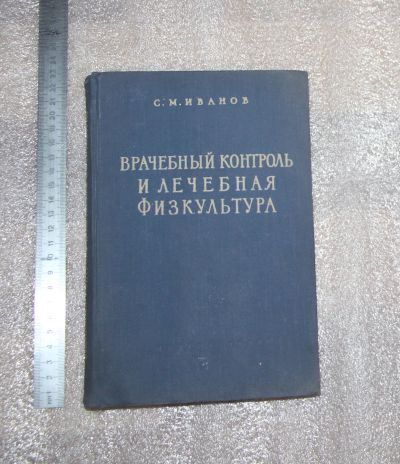 С. М. ИВАНОВ
ВРАЧЕБНЫЙ КОНТРОЛЬ
И ЛЕЧЕБНАЯ
ФИЗКУЛЬТУРА